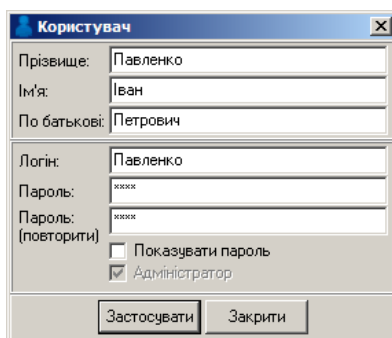 Користувач
Прізвище: Павленко
Ім'я: Іван
По батькові: Петрович
Логін: Павленко
Пароль: ****
Пароль: ****
(повторити)
Показувати пароль
Адміністратор
Застосувати Закрити